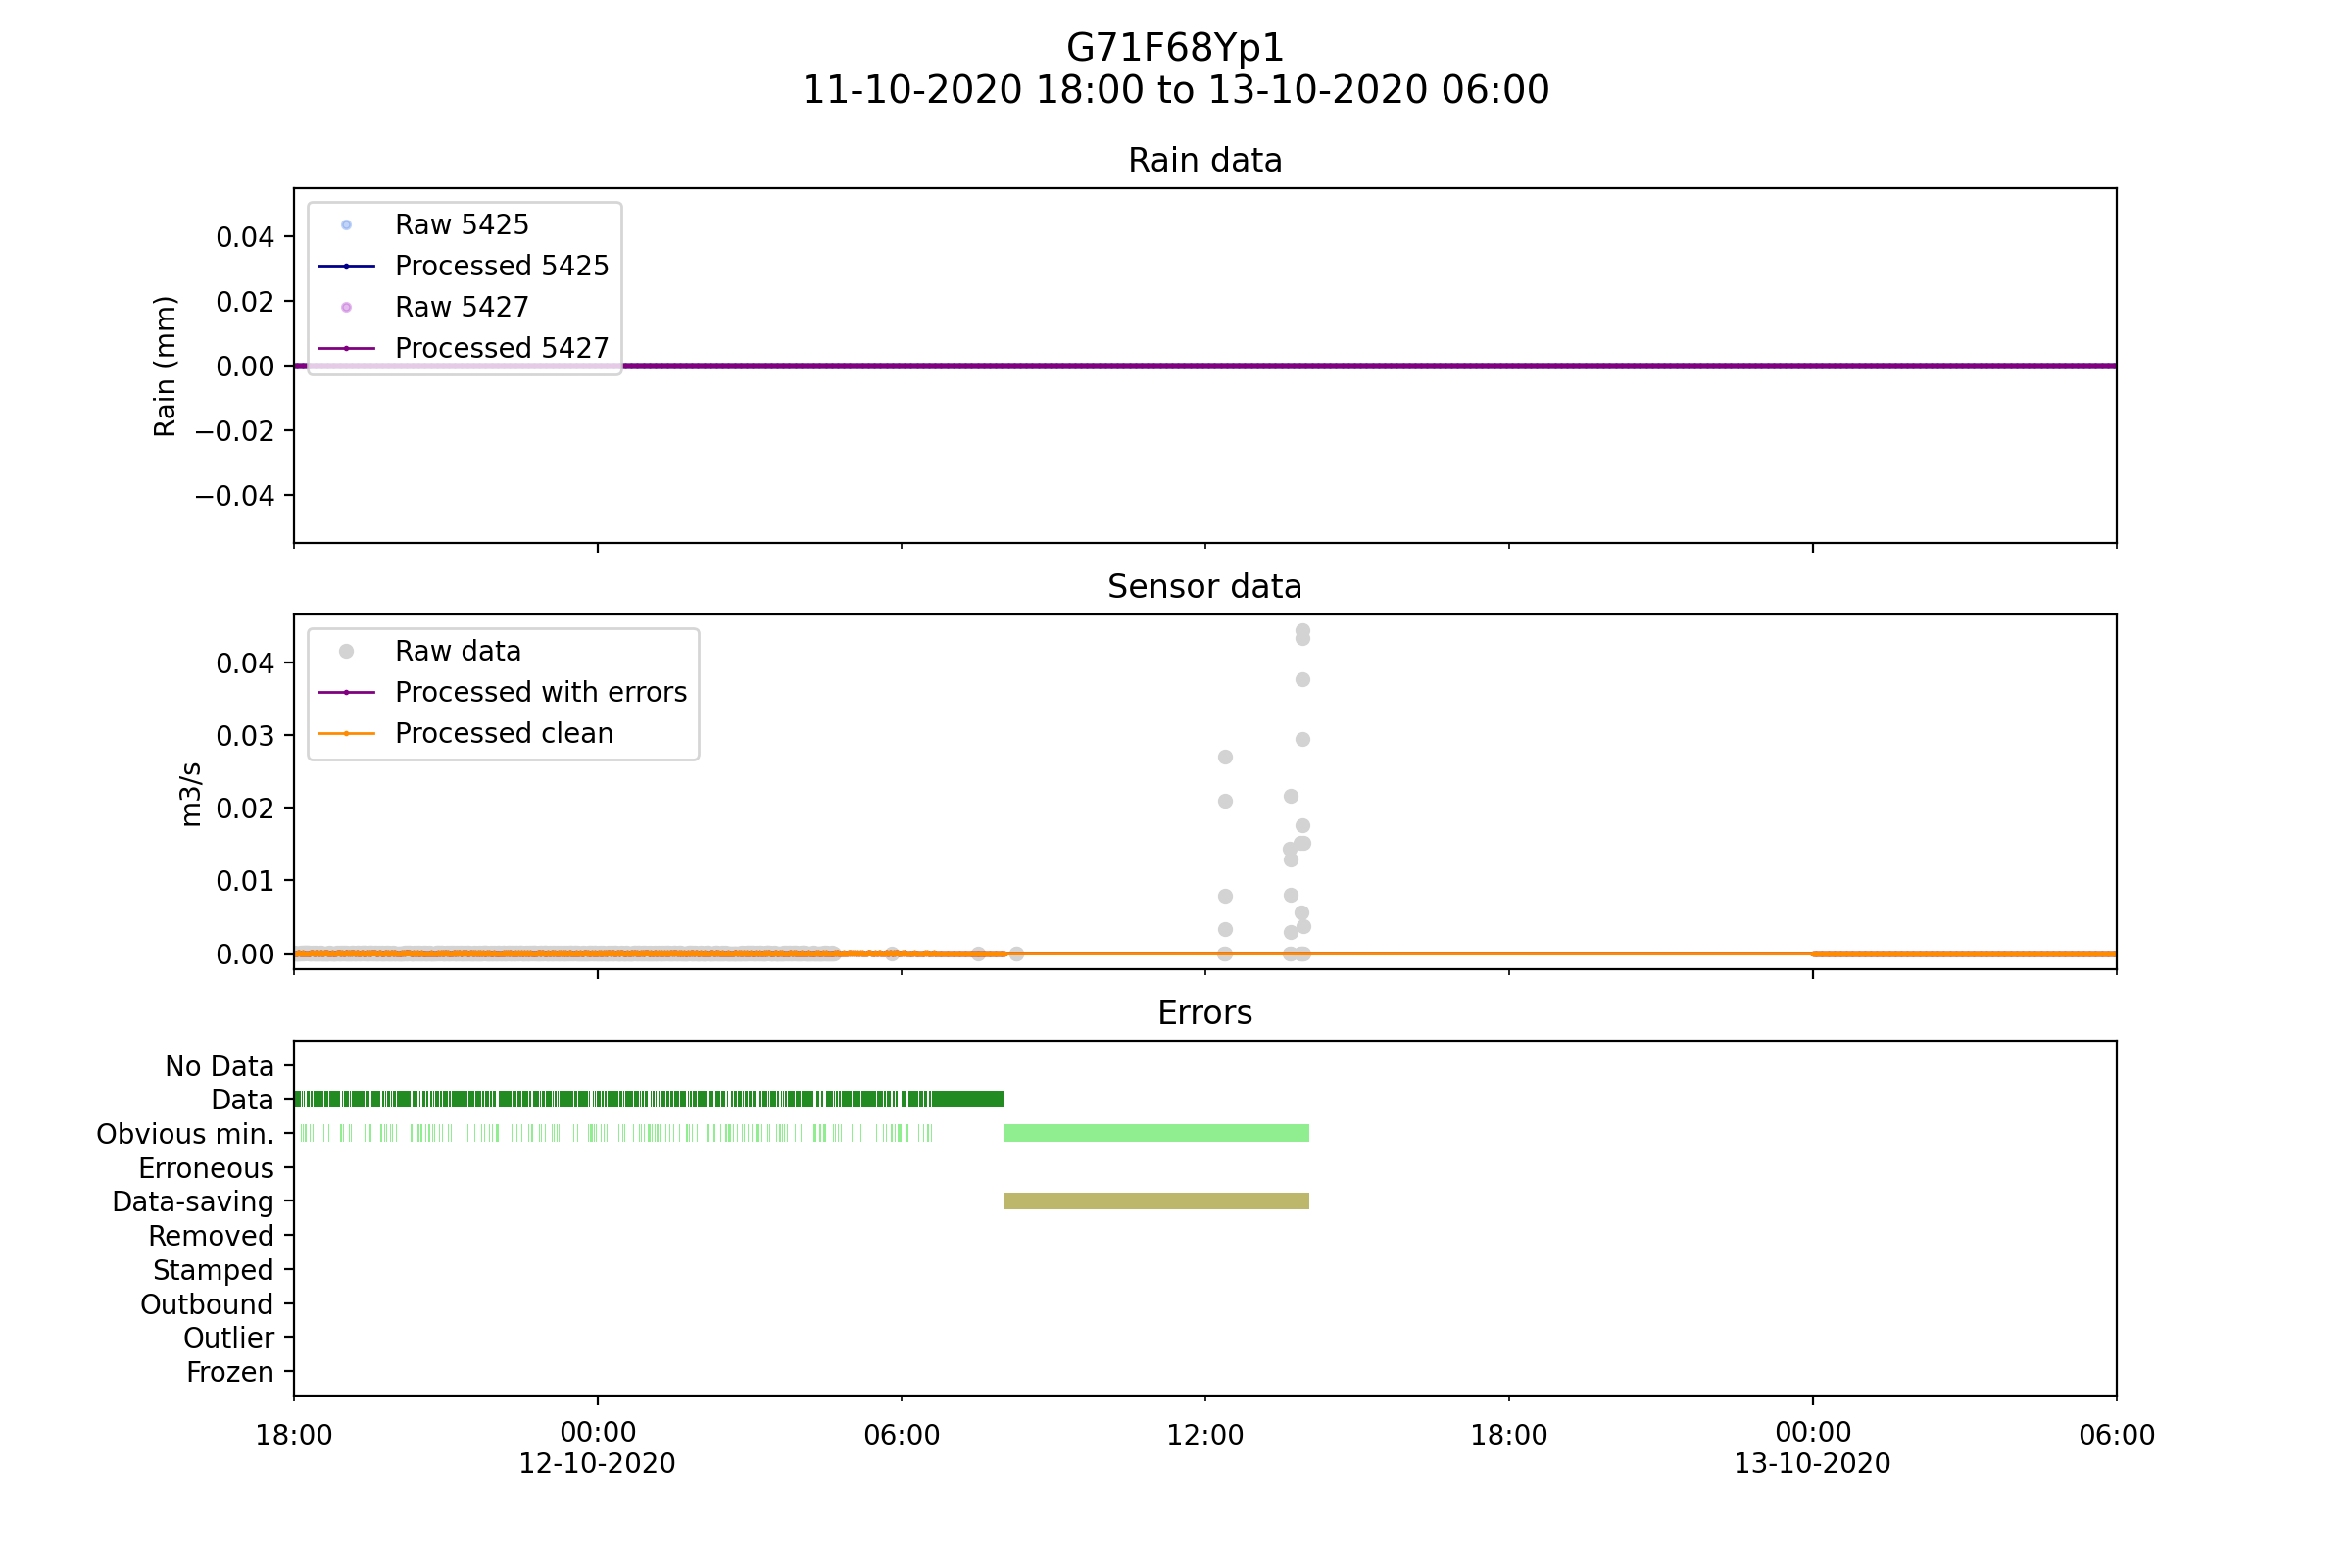 G71F68Yp1
11-10-2020 18:00 to 13-10-2020 06:00
Rain data
Rain (mm)
0.04
0.02
0.00
−0.02
−0.04
Raw 5425
Processed 5425
Raw 5427
Processed 5427
Sensor data
m3/s
0.04
0.03
0.02
0.01
0.00
Raw data
Processed with errors
Processed clean
Errors
No Data
Data
Obvious min.
Erroneous
Data-saving
Removed
Stamped
Outbound
Outlier
Frozen
18:00
00:00
12-10-2020
06:00
12:00
18:00
00:00
13-10-2020
06:00